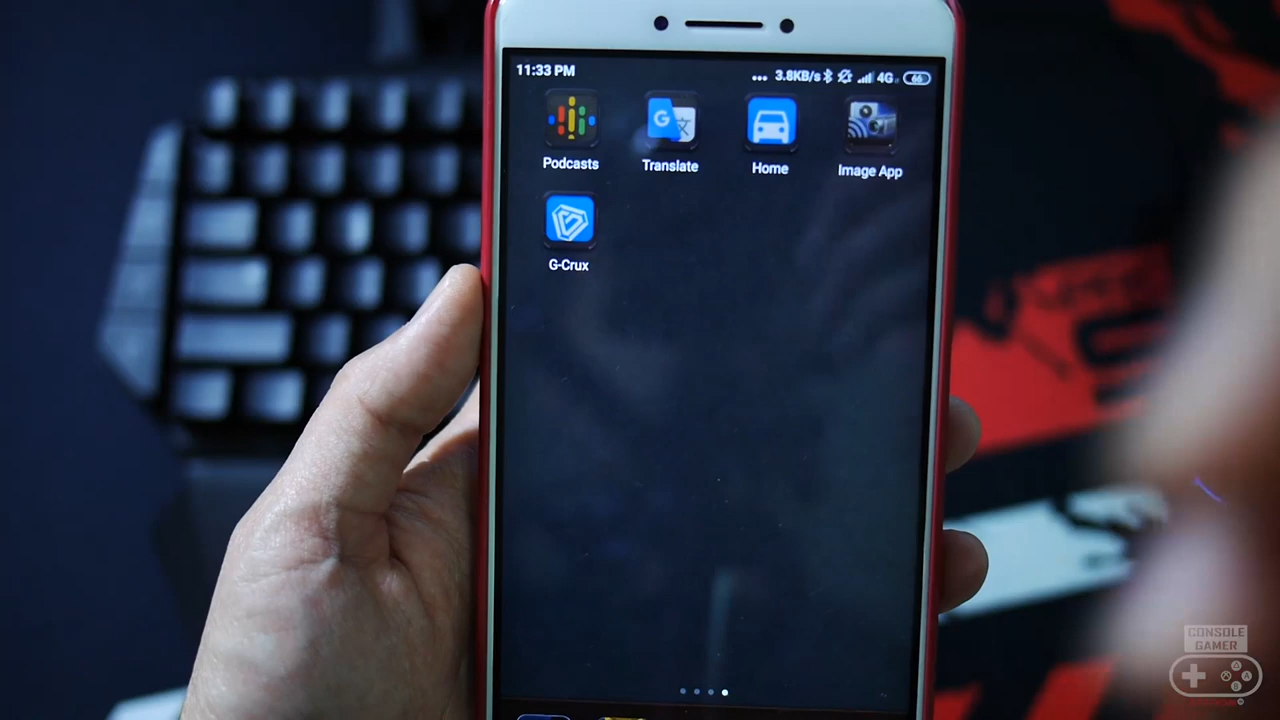 11:33 PM
... 3.8KB/s 4G 66
Podcasts
Translate
Home
Image App
G-Crux
CONSOLE
GAMER